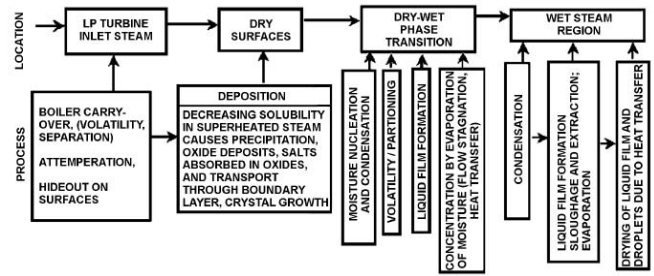 LOCATION
LP TURBINE
INLET STEAM
DRY
SURFACES
DRY-WET
PHASE
TRANSITION
WET STEAM
REGION
PROCESS
BOILER CARRY-
OVER, (VOLATILITY,
SEPARATION)
ATTEMPERATION,
HIDEOUT ON
SURFACES
DEPOSITION
DECREASING SOLUBILITY
IN SUPERHEATED STEAM
CAUSES PRECIPITATION,
OXIDE DEPOSITS, SALTS
ABSORBED IN OXIDES,
AND TRANSPORT
THROUGH BOUNDARY
LAYER, CRYSTAL GROWTH
MOISTURE NUCLEATION
AND CONDENSATION
VOLATILITY / PARTIONING
LIQUID FILM FORMATION
CONCENTRATION BY EVAPORATION
OF MOISTURE (FLOW STAGNATION,
HEAT TRANSFER)
CONDENSATION
LIQUID FILM FORMATION
SLOUGHAGE AND EXTRACTION;
EVAPORATION
DRYING OF LIQUID FILM AND
DROPLETS DUE TO HEAT TRANSFER